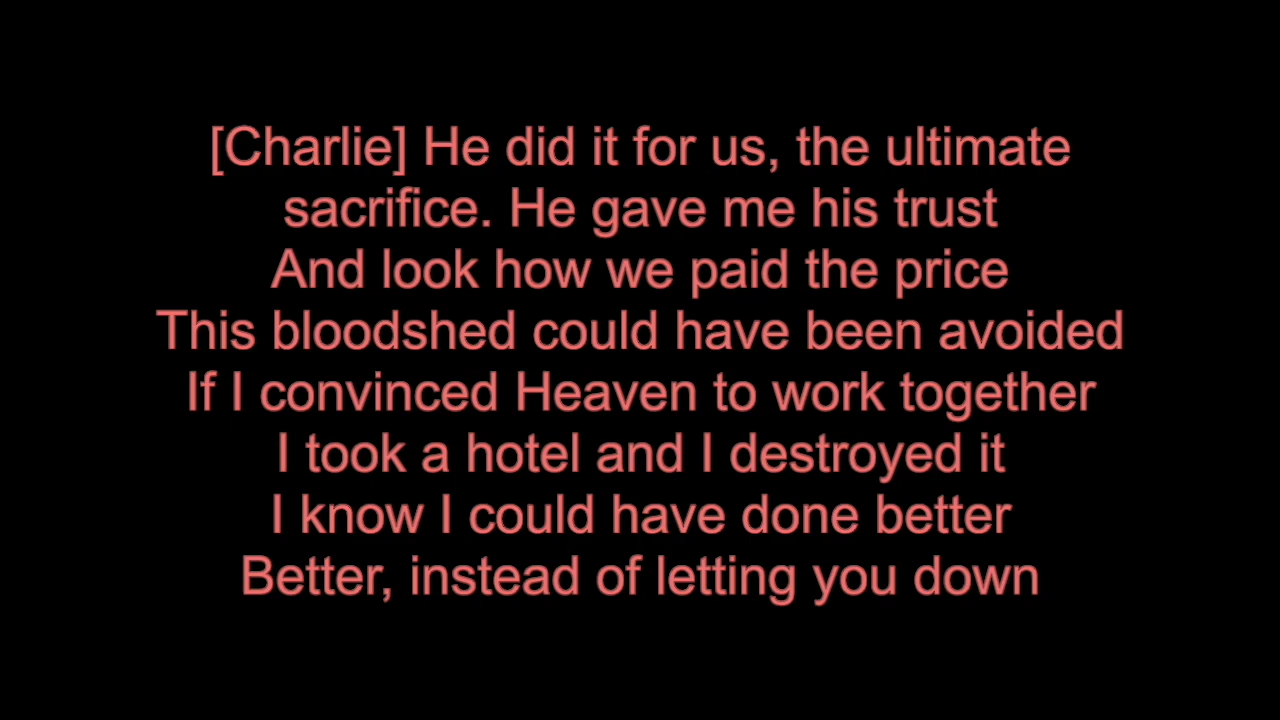 [Charlie] He did it for us, the ultimate
sacrifice. He gave me his trust
And look how we paid the price
This bloodshed could have been avoided
If I convinced Heaven to work together
I took a hotel and I destroyed it
I know I could have done better
Better, instead of letting you down